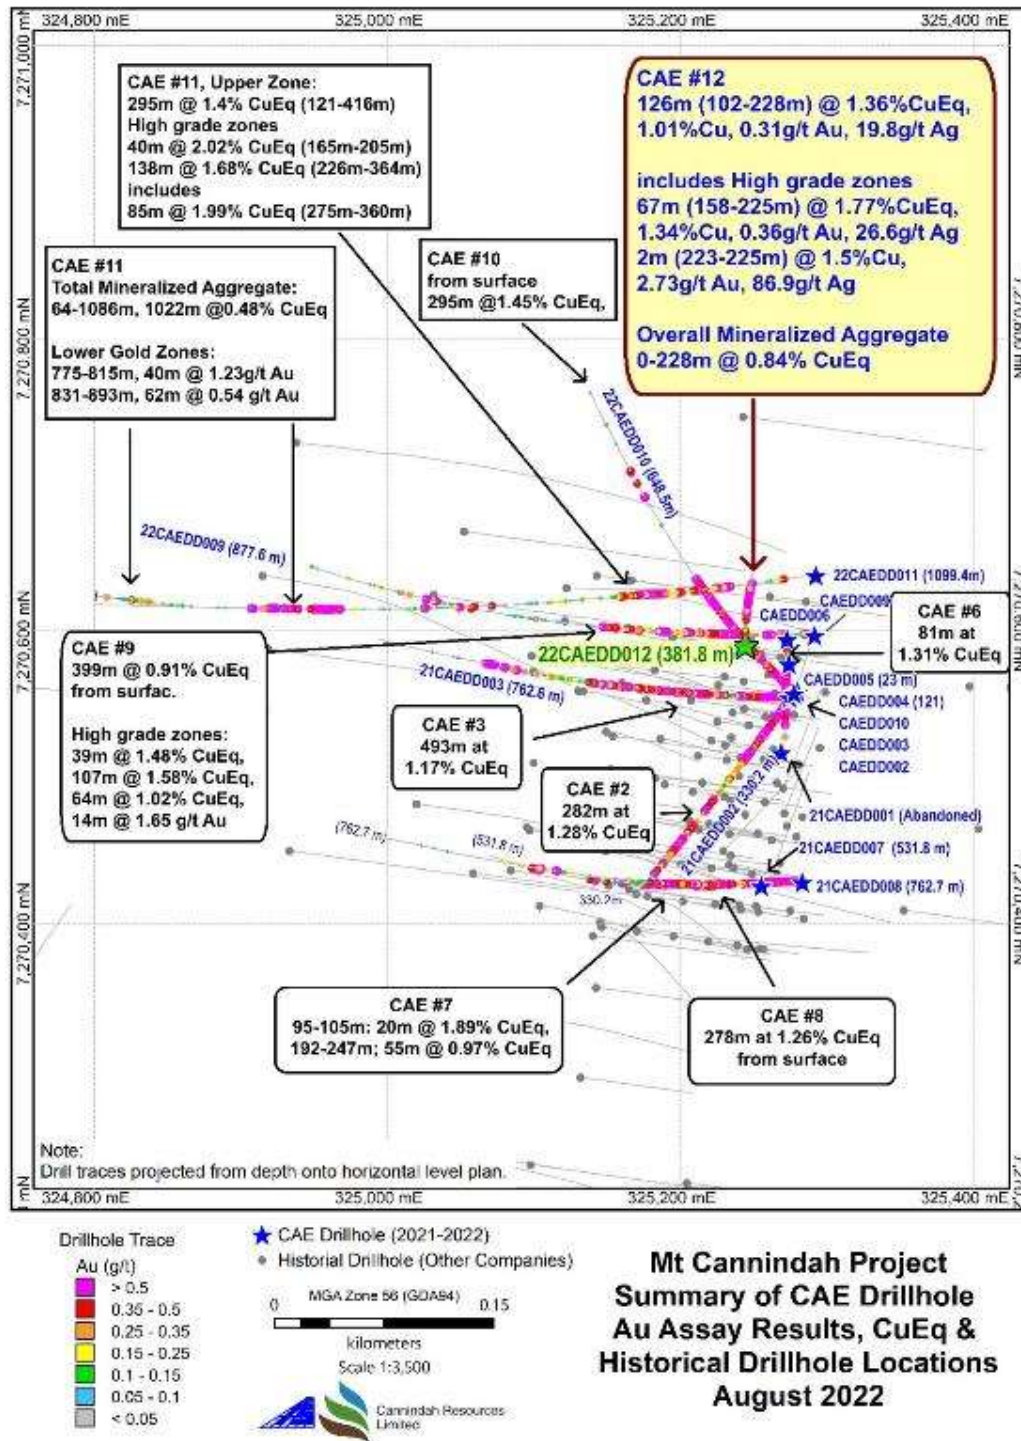 324,800 mE
325,000 mE
325,200 mE
325,400 mE
7,271,000 mN
7,270,800 mN
7,270,600 mN
7,270,400 mN
CAE #11, Upper Zone:
295m @ 1.4% CuEq (121-416m)
High grade zones
40m @ 2.02% CuEq (165m-205m)
138m @ 1.68% CuEq (226m-364m)
includes
85m @ 1.99% CuEq (275m-360m)
CAE #12
126m (102-228m) @ 1.36%CuEq,
1.01%Cu, 0.31g/t Au, 19.8g/t Ag
includes High grade zones
67m (158-225m) @ 1.77%CuEq,
1.34%Cu, 0.36g/t Au, 26.6g/t Ag
2m (223-225m) @ 1.5%Cu,
2.73g/t Au, 86.9g/t Ag
Overall Mineralized Aggregate
0-228m @ 0.84% CuEq
CAE #10
from surface
295m @1.45% CuEq,
CAE #11
Total Mineralized Aggregate:
64-1086m, 1022m @0.48% CuEq
Lower Gold Zones:
775-815m, 40m @ 1.23g/t Au
831-893m, 62m @ 0.54 g/t Au
22CAEDD010 (648.5m)
22CAEDD009 (877.6 m)
22CAEDD011 (1099.4m)
CAEDD009
CAEDD006
CAE #6
81m at
1.31% CuEq
22CAEDD012 (381.8 m)
CAE #9
399m @ 0.91% CuEq
from surfac.
High grade zones:
39m @ 1.48% CuEq,
107m @ 1.58% CuEq,
64m @ 1.02% CuEq,
14m @ 1.65 g/t Au
21CAEDD003 (762.6 m)
CAEDD005 (23 m)
CAEDD004 (121)
CAEDD010
CAEDD003
CAEDD002
CAE #3
493m at
1.17% CuEq
CAE #2
282m at
1.28% CuEq
21CAEDD002 (330.2 m)
21CAEDD001 (Abandoned)
21CAEDD007 (531.8 m)
21CAEDD008 (762.7 m)
(762.7 m)
(531.8 m)
330.2m
CAE #7
95-105m: 20m @ 1.89% CuEq,
192-247m; 55m @ 0.97% CuEq
CAE #8
278m at 1.26% CuEq
from surface
Note:
Drill traces projected from depth onto horizontal level plan.
324,800 mE
325,000 mE
325,200 mE
325,400 mE
Drillhole Trace
Au (g/t)
> 0.5
0.35 - 0.5
0.25 - 0.35
0.15 - 0.25
0.1 - 0.15
0.05 - 0.1
< 0.05
CAE Drillhole (2021-2022)
Historial Drillhole (Other Companies)
MGA Zone 56 (GDA94)
0 0.15
kilometers
Scale 1:3,500
Cannindah Resources
Limited
Mt Cannindah Project
Summary of CAE Drillhole
Au Assay Results, CuEq &
Historical Drillhole Locations
August 2022